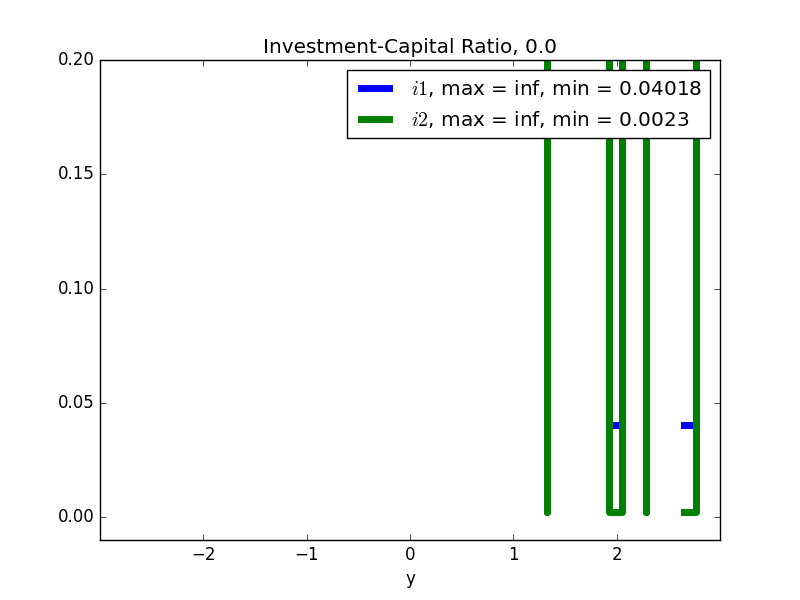 Investment-Capital Ratio, 0.0
0.20
i1, max = inf, min = 0.04018
i2, max = inf, min = 0.0023
0.15
0.10
0.05
0.00
−2 −1 0 1 2
y